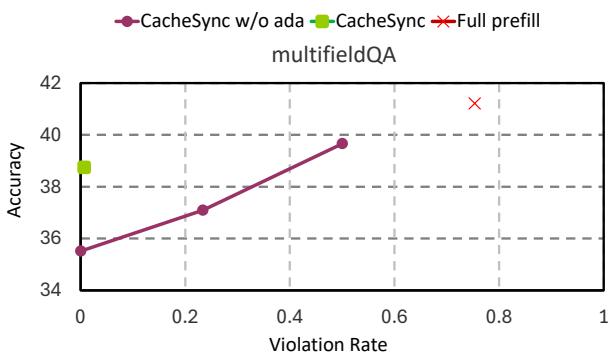 CacheSync w/o ada CacheSync Full prefill
multifieldQA
42
40
38
36
34
Accuracy
0 0.2 0.4 0.6 0.8 1
Violation Rate